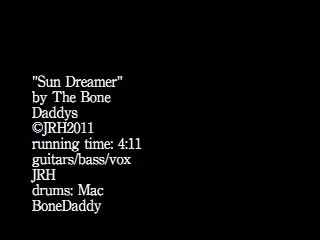 "Sun Dreamer"
by The Bone
Daddys
©JRH2011
running time: 4:11
guitars/bass/vox
JRH
drums: Mac
BoneDaddy